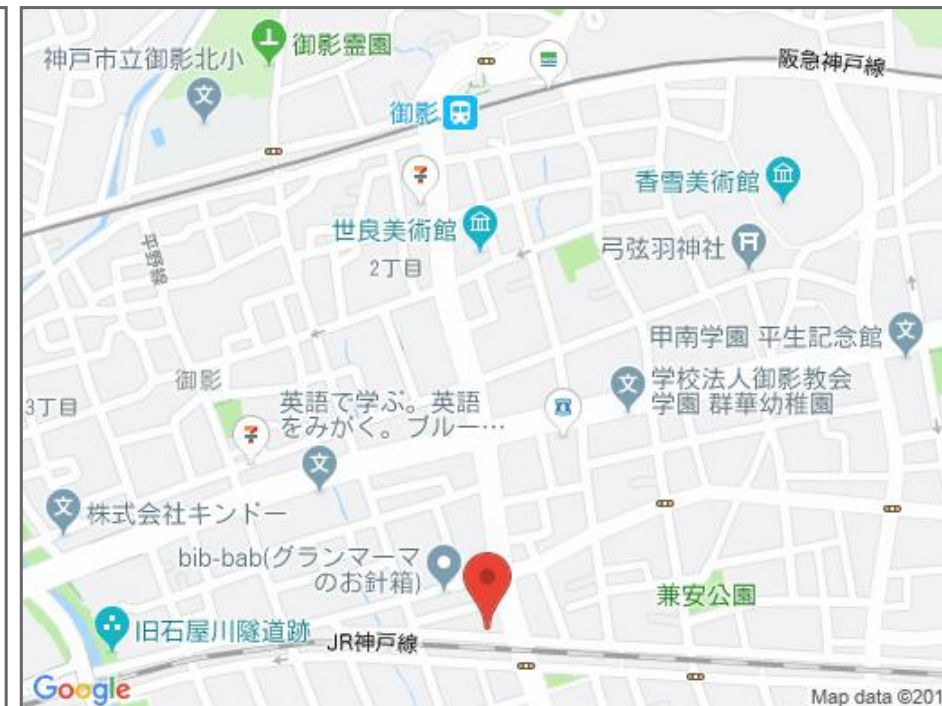 神戸市立御影北小
御影霊園
阪急神戸線
御影
世良美術館
2丁目
香雪美術館
弓弦羽神社
甲南学園 平生記念館
学校法人御影教会
学園 群華幼稚園
御影
3丁目
英語で学ぶ。英語
をみがく。ブルー…
株式会社キンドー
bib-bab(グランマーマ
のお針箱)
兼安公園
旧石屋川隧道跡
JR神戸線
Google
Map data ©201